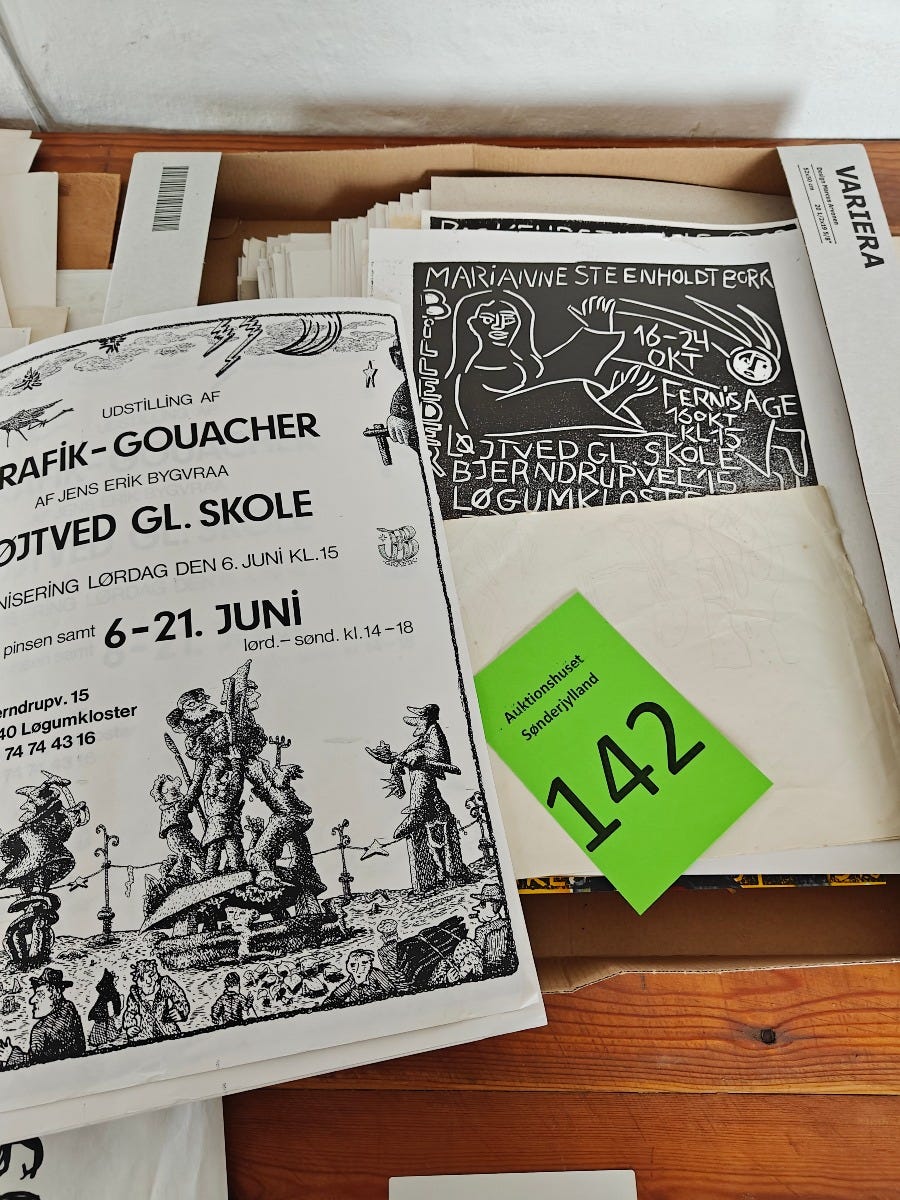 VARIERA
Design Marcus Arvonen
MARIANNE STEENHOLDT BORK
BILLEDER
16-24
OKT
FERNISAGE
16 OKT
KL 15
LØJTVED GL. SKOLE
BJERNDRUPVEJ 15
LØGUMKLOSTER
UDSTILLING AF
RAFIK-GOUACHER
AF JENS ERIK BYGVRAA
ØJTVED GL. SKOLE
NISERING LØRDAG DEN 6. JUNI KL.15
pinsen samt 6-21. JUNI
lørd.- sønd. kl.14-18
erndrupv. 15
40 Løgumkloster
74 74 43 16
Auktionshuset
Sønderjylland
142